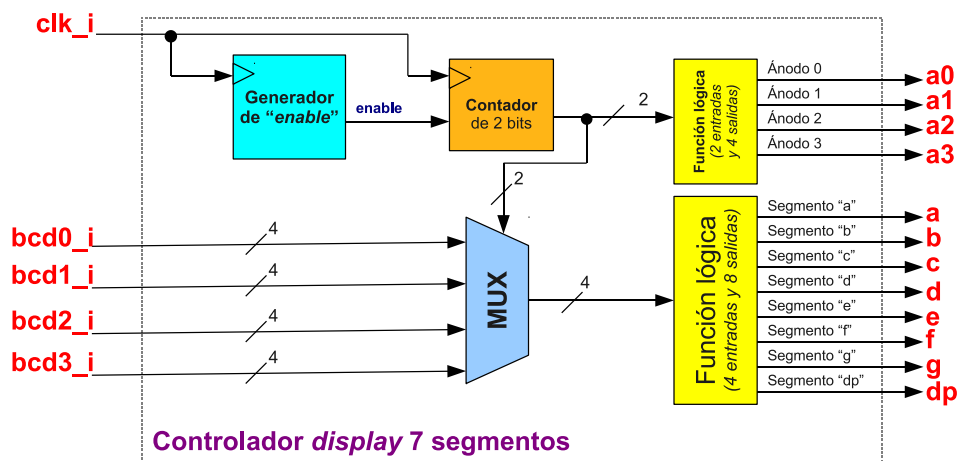 clk_i
Generador
de "enable"
enable
Contador
de 2 bits
2
2
Función lógica
(2 entradas
y 4 salidas)
Ánodo 0
a0
Ánodo 1
a1
Ánodo 2
a2
Ánodo 3
a3
bcd0_i
4
bcd1_i
4
bcd2_i
4
bcd3_i
4
MUX
4
Función lógica
(4 entradas y 8 salidas)
Segmento "a"
a
Segmento "b"
b
Segmento "c"
c
Segmento "d"
d
Segmento "e"
e
Segmento "f"
f
Segmento "g"
g
Segmento "dp"
dp
Controlador display 7 segmentos